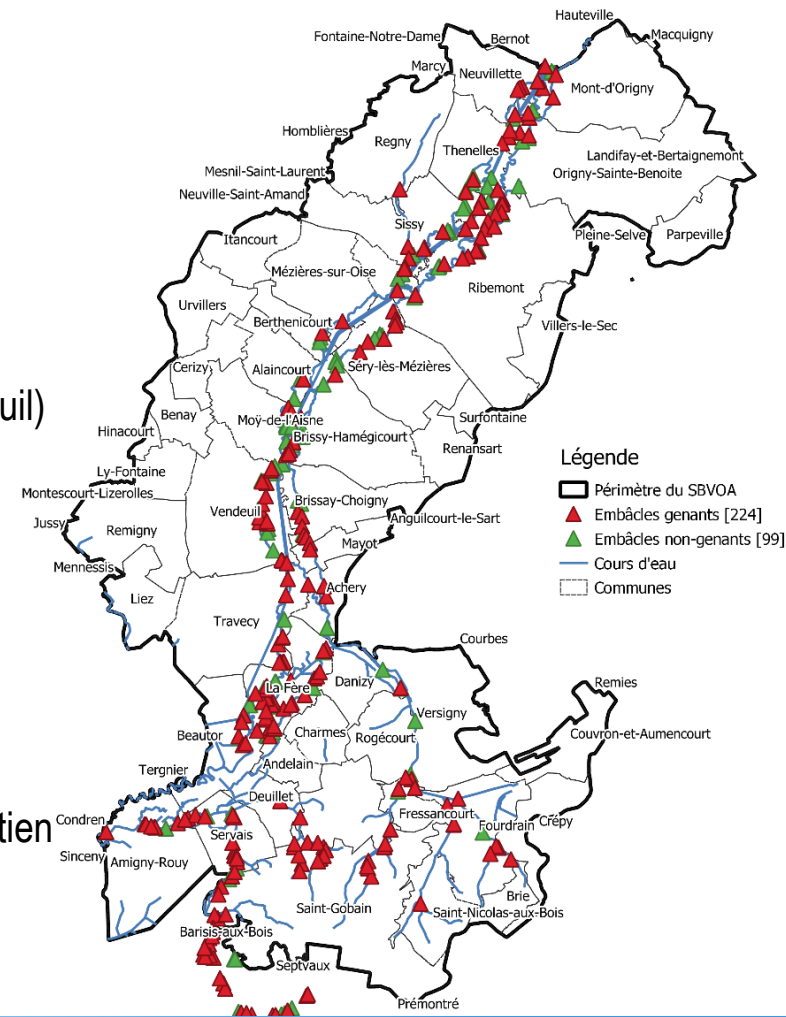 Hauteville
Fontaine-Notre-Dame
Bernot
Macquigny
Marcy
Neuvillette
Mont-d'Origny
Homblières
Regny
Thenelles
Landifay-et-Bertaignemont
Mesnil-Saint-Laurent
Origny-Sainte-Benoite
Neuville-Saint-Amand
Sissy
Itancourt
Pleine-Selve
Parpeville
Mézières-sur-Oise
Ribemont
Urvillers
Berthenicourt
Villers-le-Sec
Cerizy
Alaincourt
Séry-lès-Mézières
uil)
Benay
Moÿ-de-l'Aisne
Surfontaine
Hinacourt
Brissy-Hamégicourt
Renansart
Légende
Ly-Fontaine
Périmètre du SBVOA
Montescourt-Lizerolles
Brissay-Choigny
Vendeuil
Embâcles genants [224]
Jussy
Remigny
Anguilcourt-le-Sart
Embâcles non-genants [99]
Mayot
Cours d'eau
Mennessis
Achery
Communes
Liez
Travecy
Courbes
La Fère
Danizy
Remies
Versigny
Beautor
Charmes
Rogécourt
Couvron-et-Aumencourt
Andelain
Tergnier
Deuillet
Condren
Fressancourt
Crépy
tien
Servais
Fourdrain
Sinceny
Amigny-Rouy
Brie
Saint-Gobain
Saint-Nicolas-aux-Bois
Barisis-aux-Bois
Septvaux
Prémontré